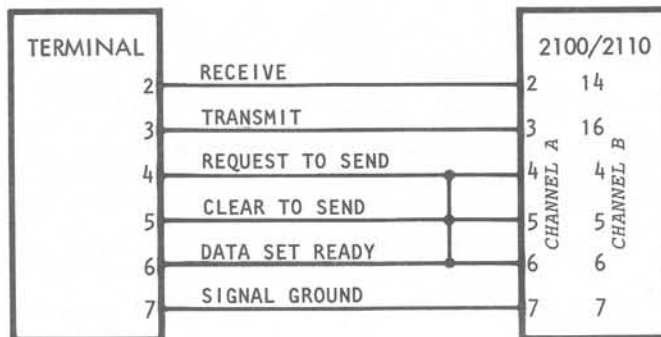 TERMINAL 2100/2110
2 RECEIVE 2 14
3 TRANSMIT 3 16
4 REQUEST TO SEND 4 4
5 CLEAR TO SEND 5 5
6 DATA SET READY 6 6
7 SIGNAL GROUND 7 7
CHANNEL A
CHANNEL B